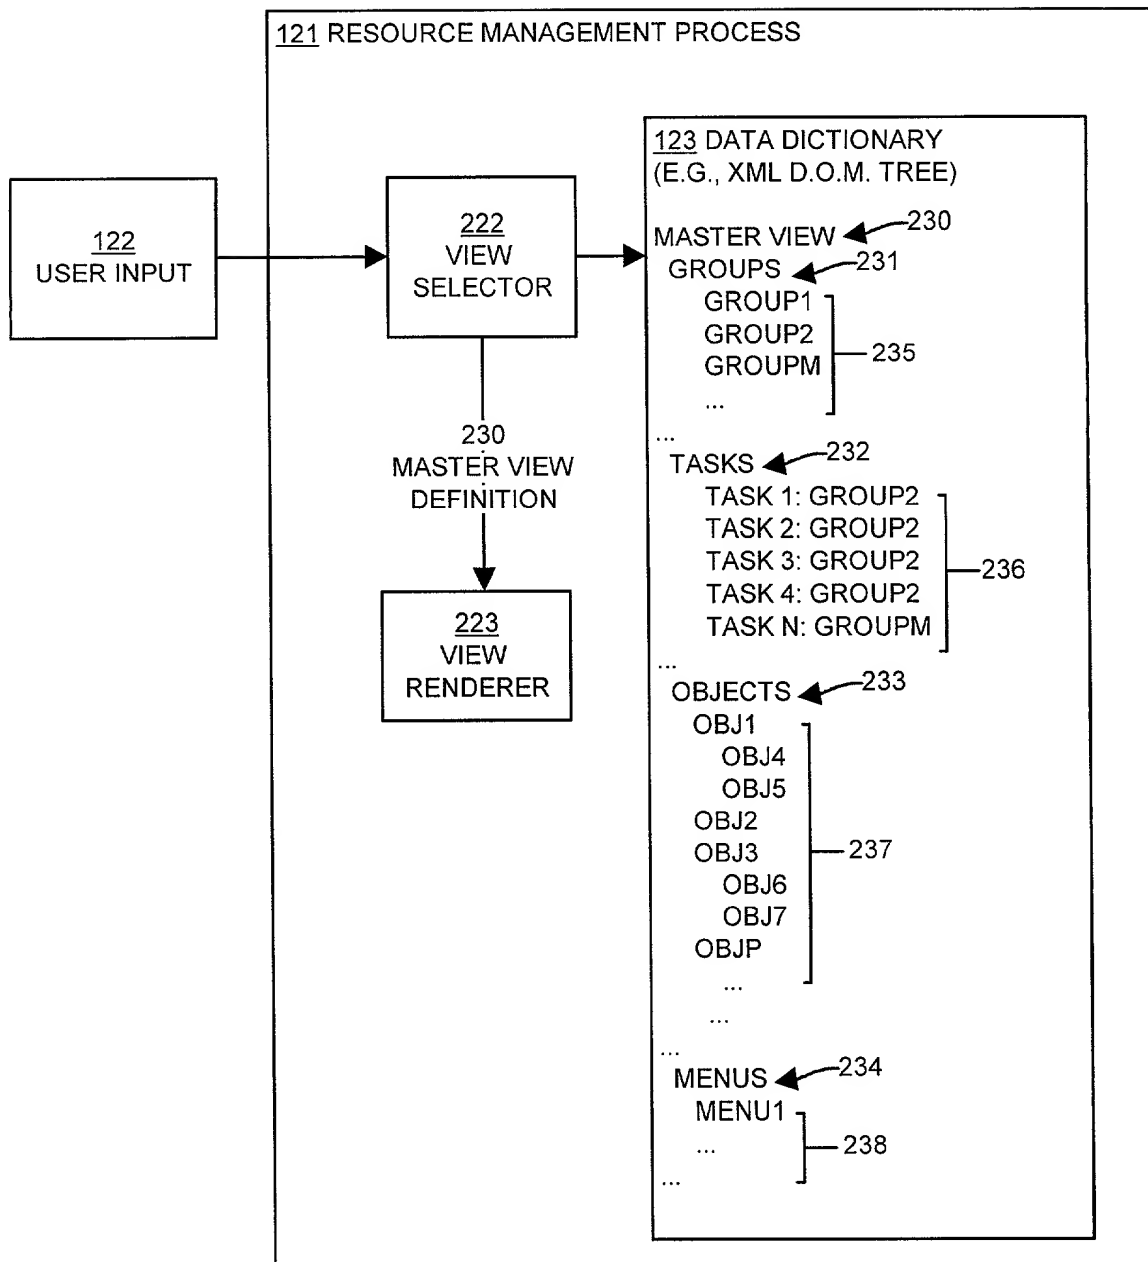 121 RESOURCE MANAGEMENT PROCESS
122
USER INPUT
222
VIEW
SELECTOR
230
MASTER VIEW
DEFINITION
223
VIEW
RENDERER
123 DATA DICTIONARY
(E.G., XML D.O.M. TREE)
MASTER VIEW 230
GROUPS 231
GROUP1
GROUP2
GROUPM
...
235
...
TASKS 232
TASK 1: GROUP2
TASK 2: GROUP2
TASK 3: GROUP2
TASK 4: GROUP2
TASK N: GROUPM
236
...
OBJECTS 233
OBJ1
OBJ4
OBJ5
OBJ2
OBJ3
OBJ6
OBJ7
OBJP
...
237
...
...
MENUS 234
MENU1
...
238
...